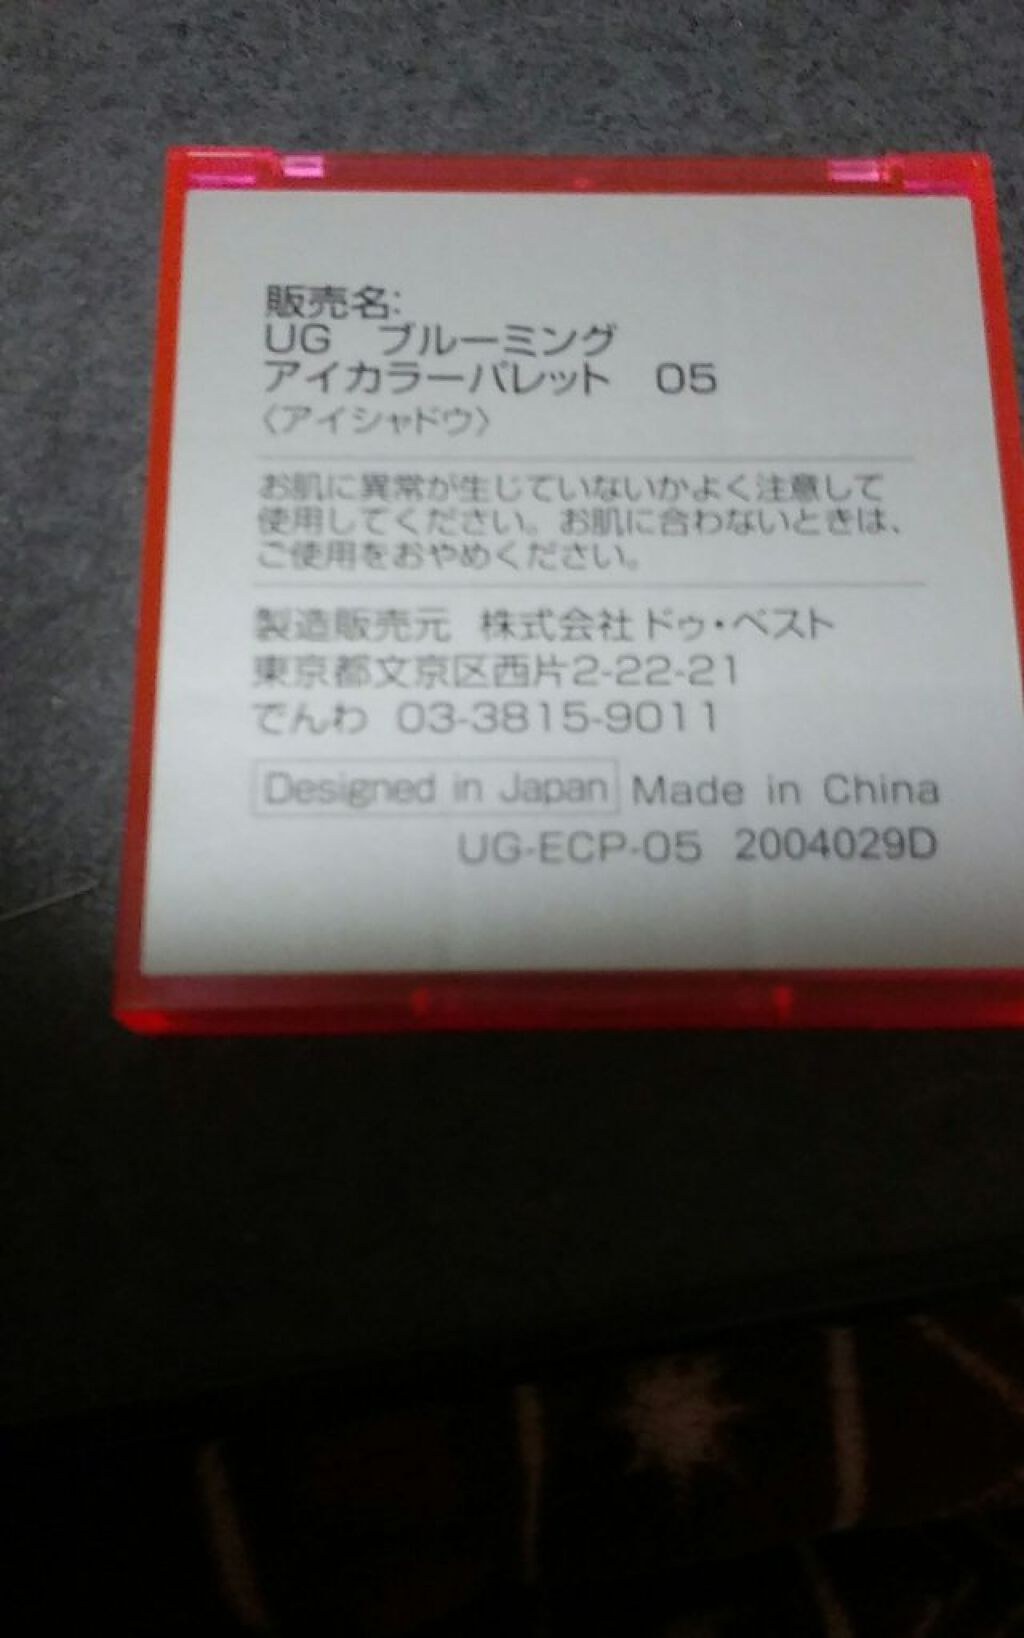 販売名:
UG ブルーミング
アイカラーパレット 05
〈アイシャドウ〉
お肌に異常が生じていないかよく注意して
使用してください。お肌に合わないときは、
ご使用をおやめください。
製造販売元 株式会社ドゥ・ベスト
東京都文京区西片2-22-21
でんわ 03-3815-9011
Designed in Japan Made in China
UG-ECP-05 2004029D